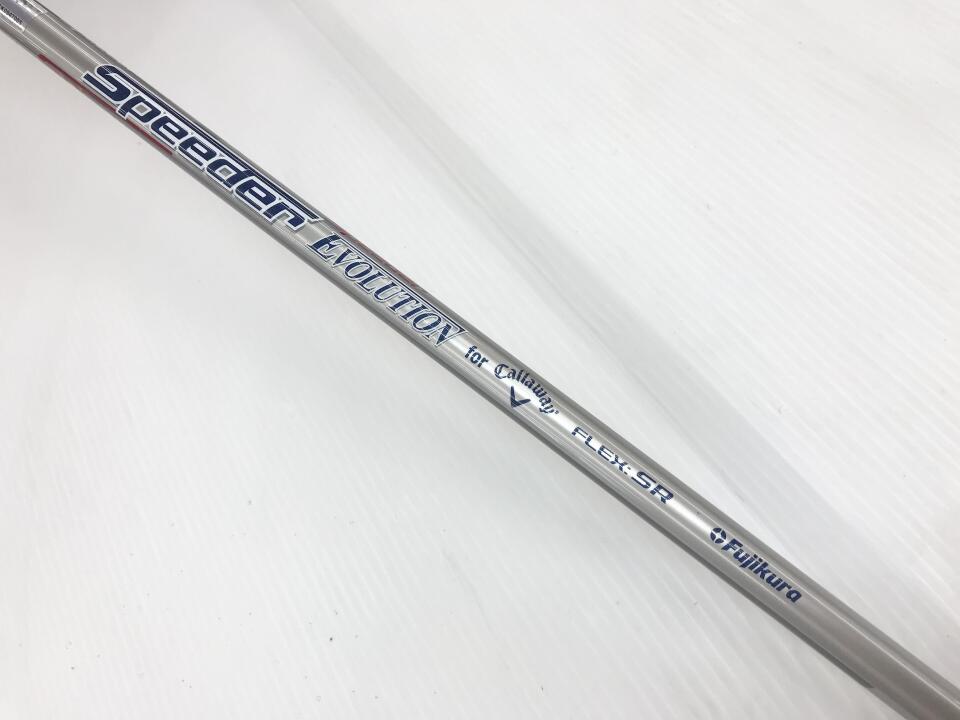 Speeder EVOLUTION for Callaway FLEX: SR Fujikura